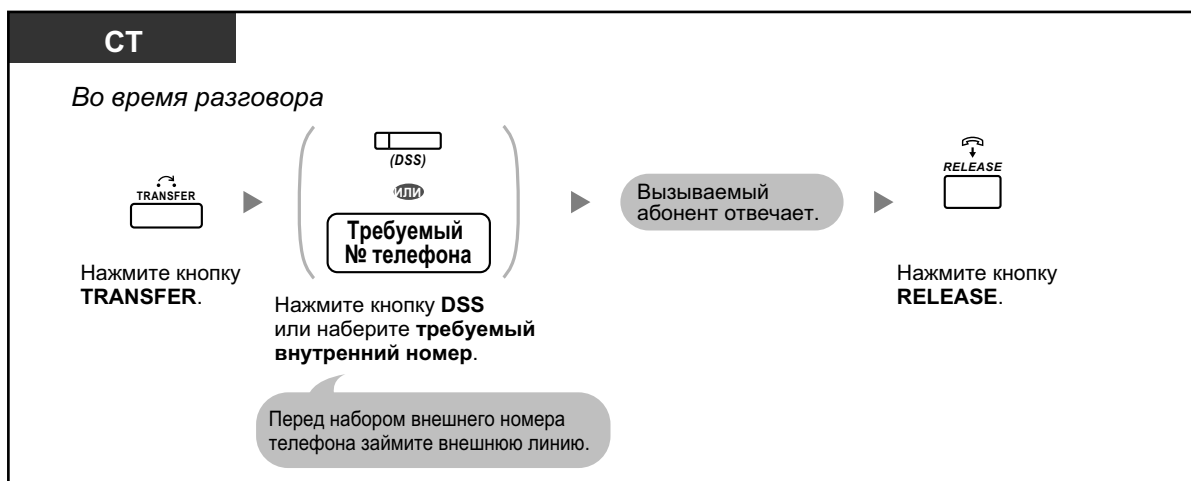 СТ
Во время разговора
TRANSFER
Нажмите кнопку
TRANSFER.
(DSS)
или
Требуемый
№ телефона
Нажмите кнопку DSS
или наберите требуемый
внутренний номер.
Перед набором внешнего номера
телефона займите внешнюю линию.
Вызываемый
абонент отвечает.
RELEASE
Нажмите кнопку
RELEASE.